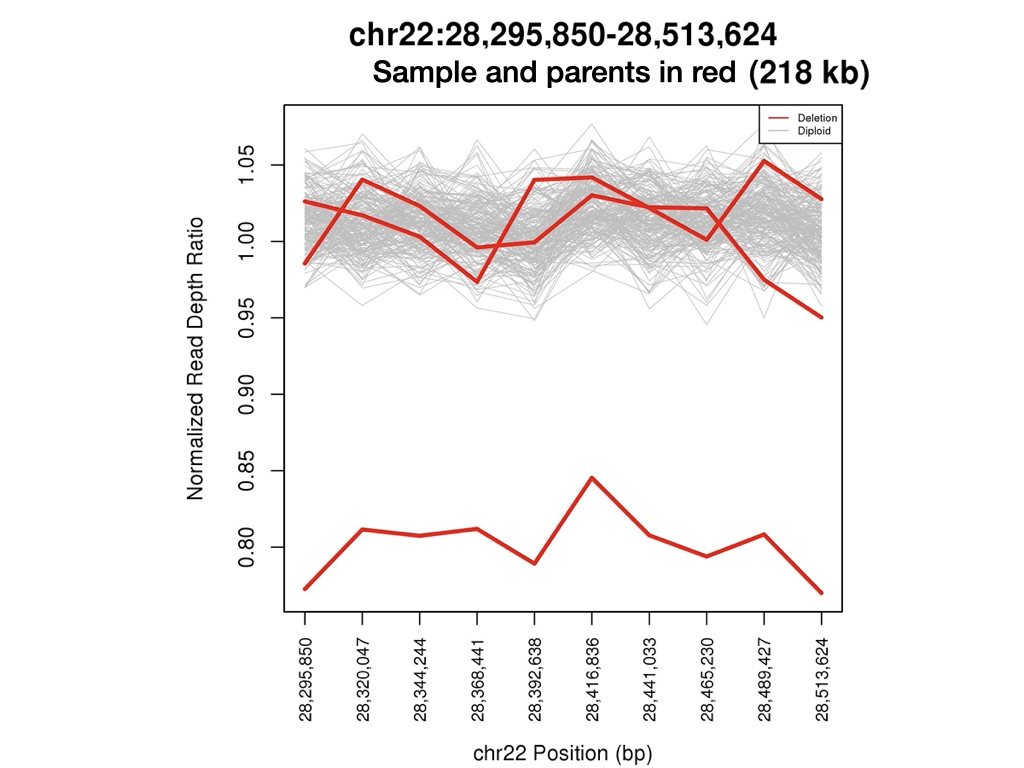 chr22:28,295,850-28,513,624
Sample and parents in red (218 kb)
Deletion
Diploid
Normalized Read Depth Ratio
1.05
1.00
0.95
0.90
0.85
0.80
28,295,850
28,320,047
28,344,244
28,368,441
28,392,638
28,416,836
28,441,033
28,465,230
28,489,427
28,513,624
chr22 Position (bp)